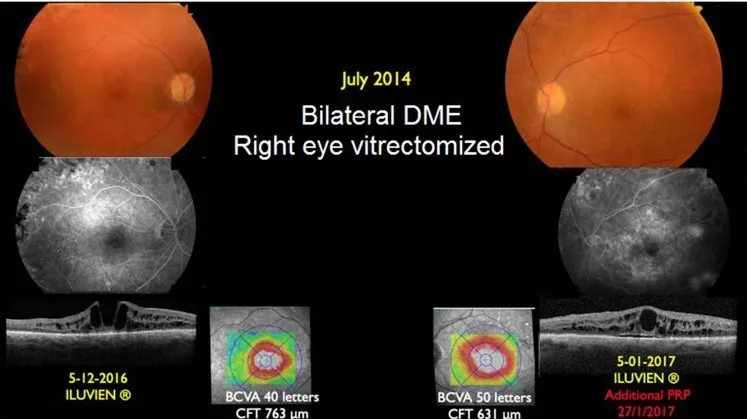 July 2014
Bilateral DME
Right eye vitrectomized
5-12-2016
ILUVIEN ®
BCVA 40 letters
CFT 763 µm
BCVA 50 letters
CFT 631 µm
5-01-2017
ILUVIEN ®
Additional PRP
27/1/2017